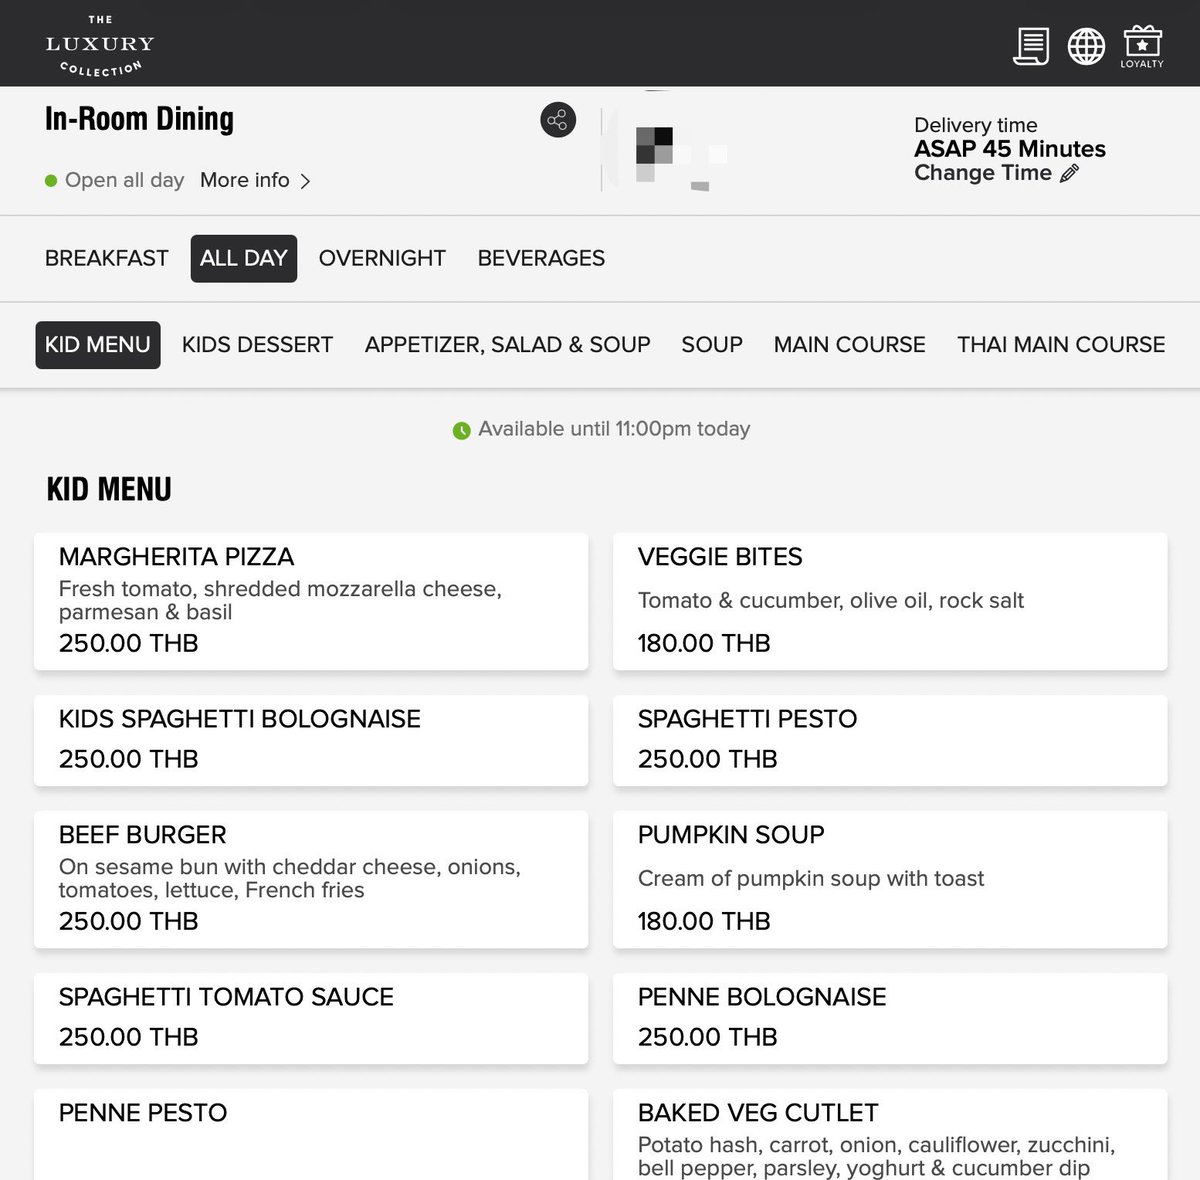 THE
LUXURY
COLLECTION
LOYALTY
In-Room Dining
Open all day More info
Delivery time
ASAP 45 Minutes
Change Time
BREAKFAST ALL DAY OVERNIGHT BEVERAGES
KID MENU KIDS DESSERT APPETIZER, SALAD & SOUP SOUP MAIN COURSE THAI MAIN COURSE
Available until 11:00pm today
KID MENU
MARGHERITA PIZZA
Fresh tomato, shredded mozzarella cheese,
parmesan & basil
250.00 THB
VEGGIE BITES
Tomato & cucumber, olive oil, rock salt
180.00 THB
KIDS SPAGHETTI BOLOGNAISE
250.00 THB
SPAGHETTI PESTO
250.00 THB
BEEF BURGER
On sesame bun with cheddar cheese, onions,
tomatoes, lettuce, French fries
250.00 THB
PUMPKIN SOUP
Cream of pumpkin soup with toast
180.00 THB
SPAGHETTI TOMATO SAUCE
250.00 THB
PENNE BOLOGNAISE
250.00 THB
PENNE PESTO
BAKED VEG CUTLET
Potato hash, carrot, onion, cauliflower, zucchini,
bell pepper, parsley, yoghurt & cucumber dip